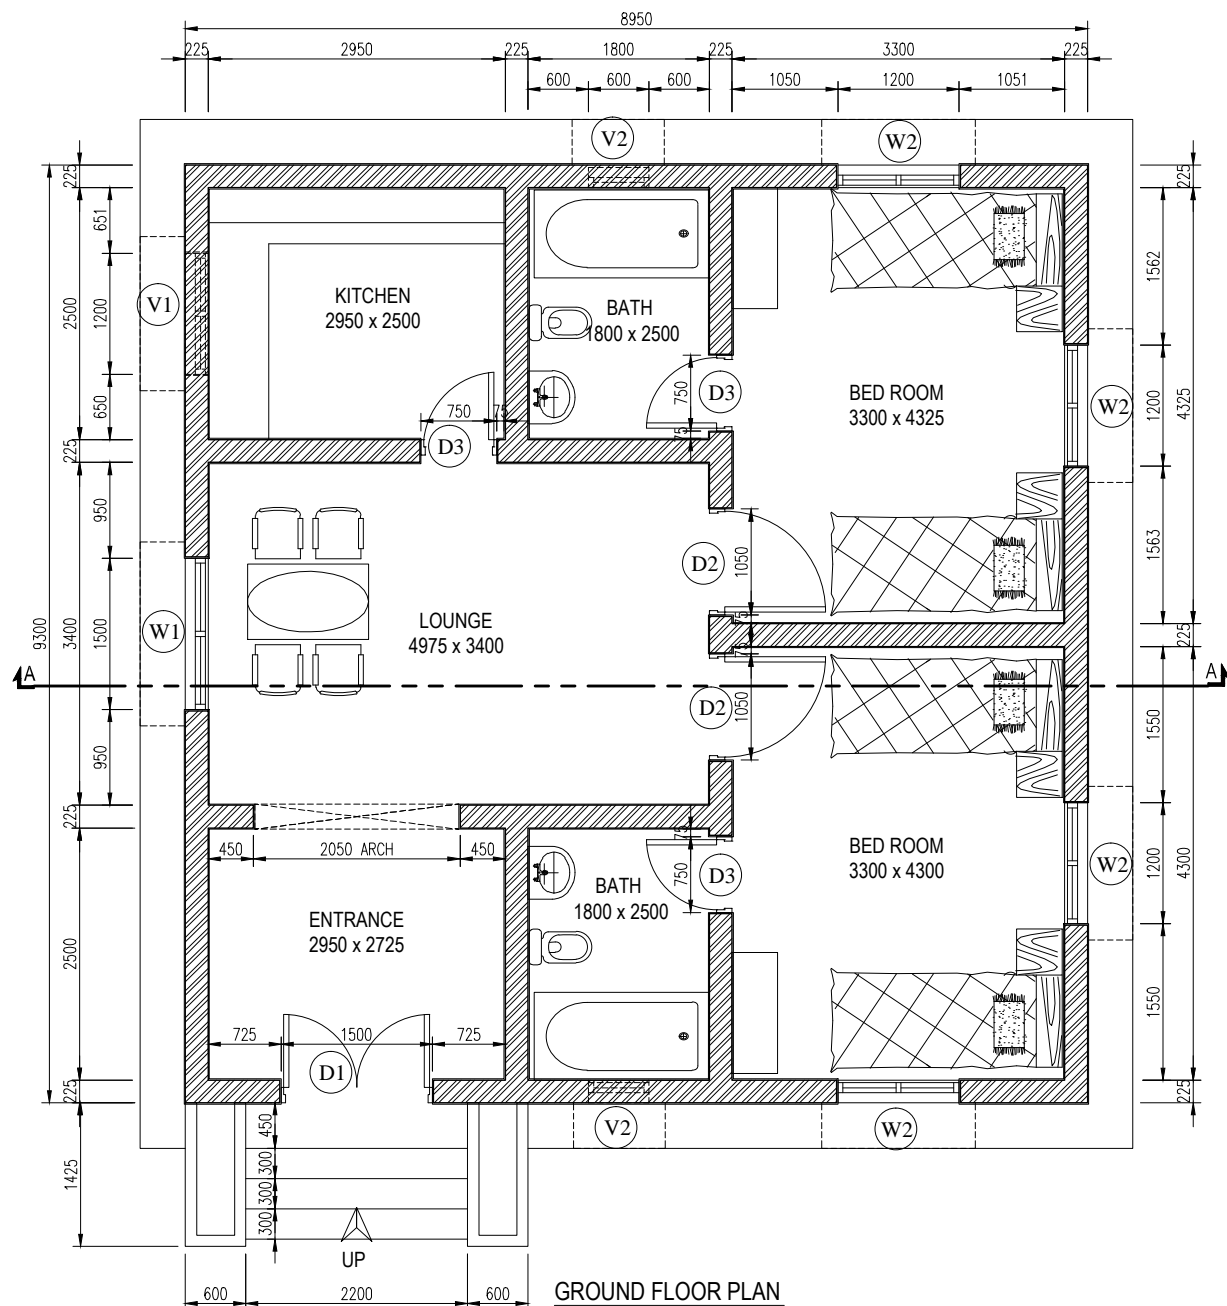 8950
225 2950 225 1800 225 3300 225
600 600 600 1050 1200 1051
V2 W2
225 225
651
KITCHEN
2950 x 2500
BATH
1800 x 2500
V1
2500 1200
1562
750 75
D3
750
D3
75
BED ROOM
3300 x 4325
W2
1200 4325
650
225
950
D2
1050
1563
LOUNGE
4975 x 3400
W1
9300 3400 1500
75
75
225
A A
D2
1050
1550
950
225
450 2050 ARCH 450
75
750
D3
BED ROOM
3300 x 4300
W2
1200 4300
ENTRANCE
2950 x 2725
BATH
1800 x 2500
2500
725 1500 725
D1
1550
225 225
V2 W2
1425
450
300
300
300
UP
600 2200 600
GROUND FLOOR PLAN